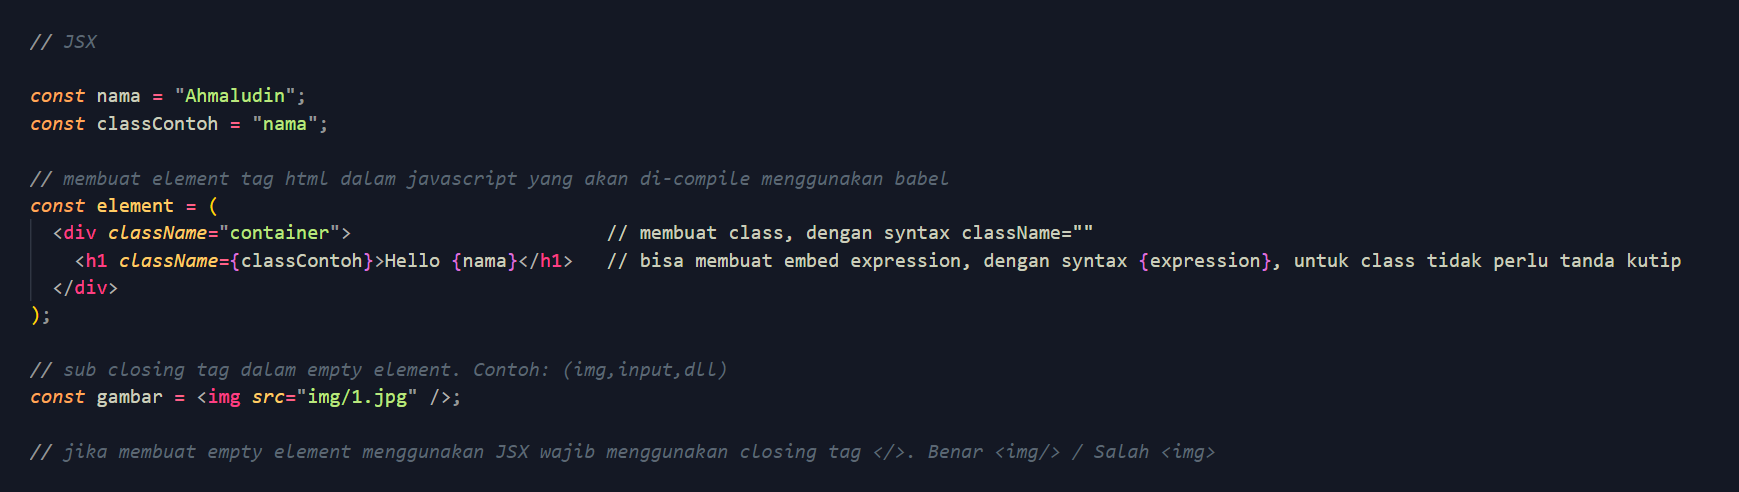 // JSX
const nama = "Ahmaludin";
const classContoh = "nama";
// membuat element tag html dalam javascript yang akan di-compile menggunakan babel
const element = (
<div className="container"> // membuat class, dengan syntax className=""
<h1 className={classContoh}>Hello {nama}</h1> // bisa membuat embed expression, dengan syntax {expression}, untuk class tidak perlu tanda kutip
</div>
);
// sub closing tag dalam empty element. Contoh: (img,input,dll)
const gambar = <img src="img/1.jpg" />;
// jika membuat empty element menggunakan JSX wajib menggunakan closing tag </>. Benar <img/> / Salah <img>